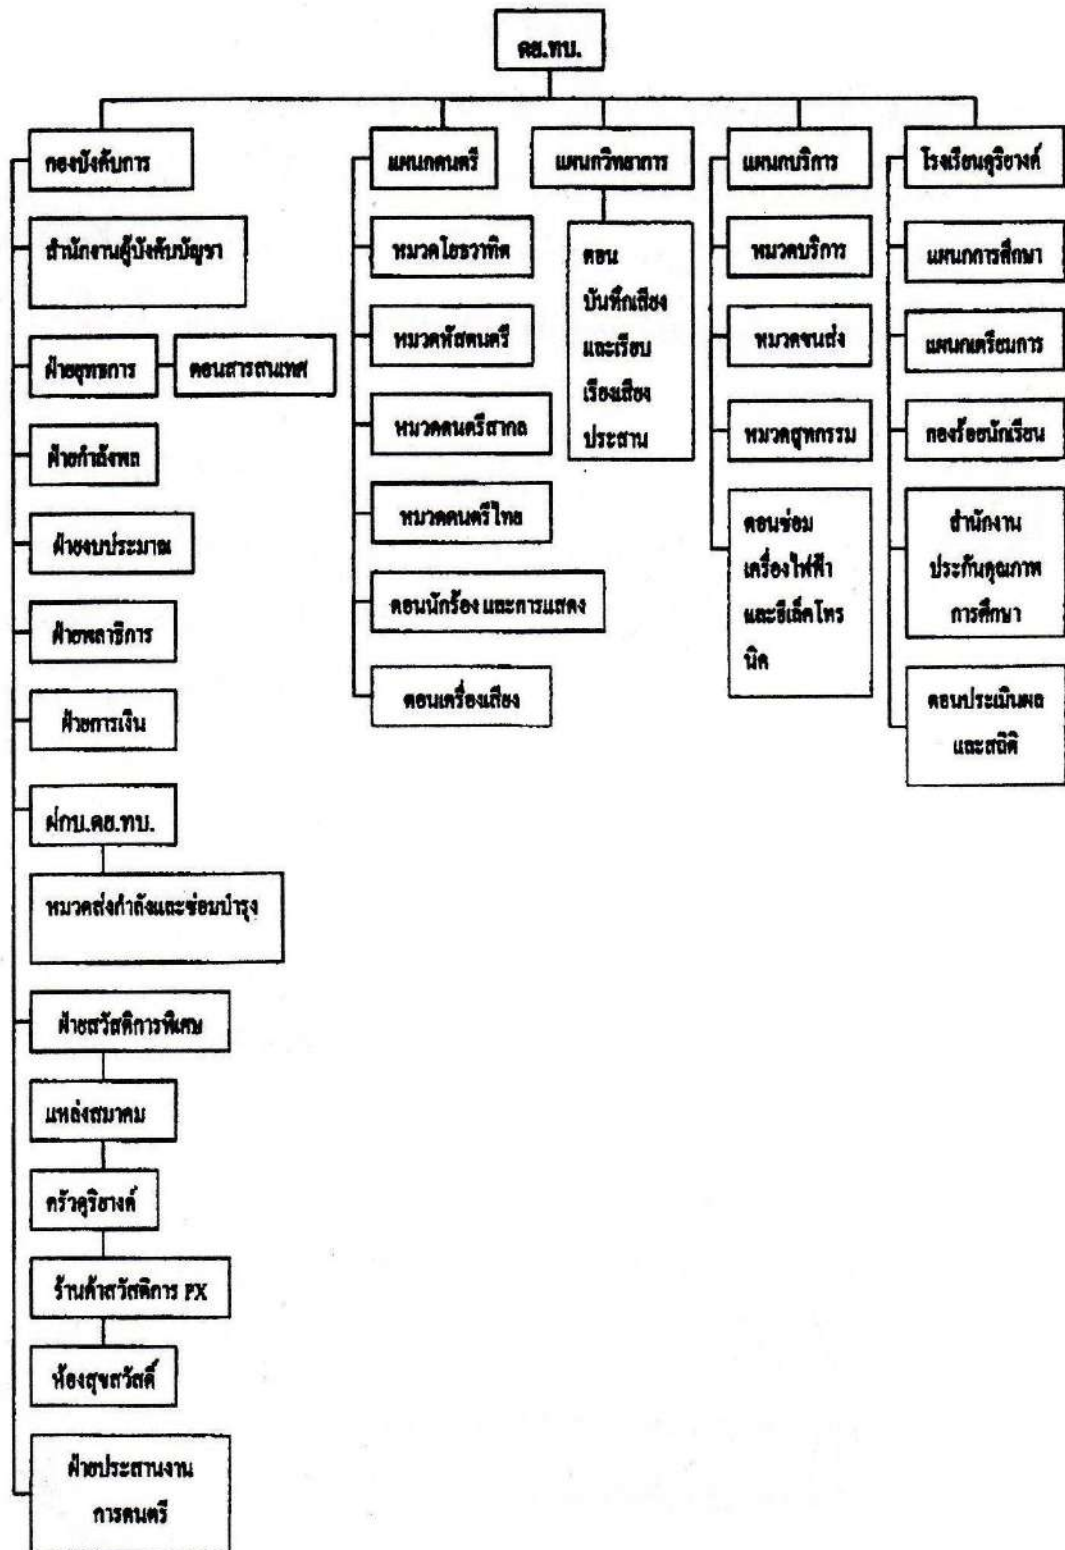 ดย.ทบ.
กองบังคับการ
สำนักงานผู้บังคับบัญชา
ฝ่ายยุทธการ
ตอนสารสนเทศ
ฝ่ายกำลังพล
ฝ่ายงบประมาณ
ฝ่ายพลาธิการ
ฝ่ายการเงิน
ฝกบ.ดย.ทบ.
หมวดส่งกำลังและซ่อมบำรุง
ฝ่ายสวัสดิการพิเศษ
แหล่งสมาคม
ครัวดุริยางค์
ร้านค้าสวัสดิการ PX
ห้องสุขสวัสดิ์
ฝ่ายประสานงาน
การดนตรี
แผนกดนตรี
หมวดโยธวาทิต
หมวดหัสดนตรี
หมวดดนตรีสากล
หมวดดนตรีไทย
ตอนนักร้อง และการแสดง
ตอนเครื่องเสียง
แผนกวิทยาการ
ตอน
บันทึกเสียง
และเรียบ
เรียงเสียง
ประสาน
แผนกบริการ
หมวดบริการ
หมวดขนส่ง
หมวดสูทกรรม
ตอนซ่อม
เครื่องไฟฟ้า
และอีเล็คโทร
นิค
โรงเรียนดุริยางค์
แผนกการศึกษา
แผนกเตรียมการ
กองร้อยนักเรียน
สำนักงาน
ประกันคุณภาพ
การศึกษา
ตอนประเมินผล
และสถิติ